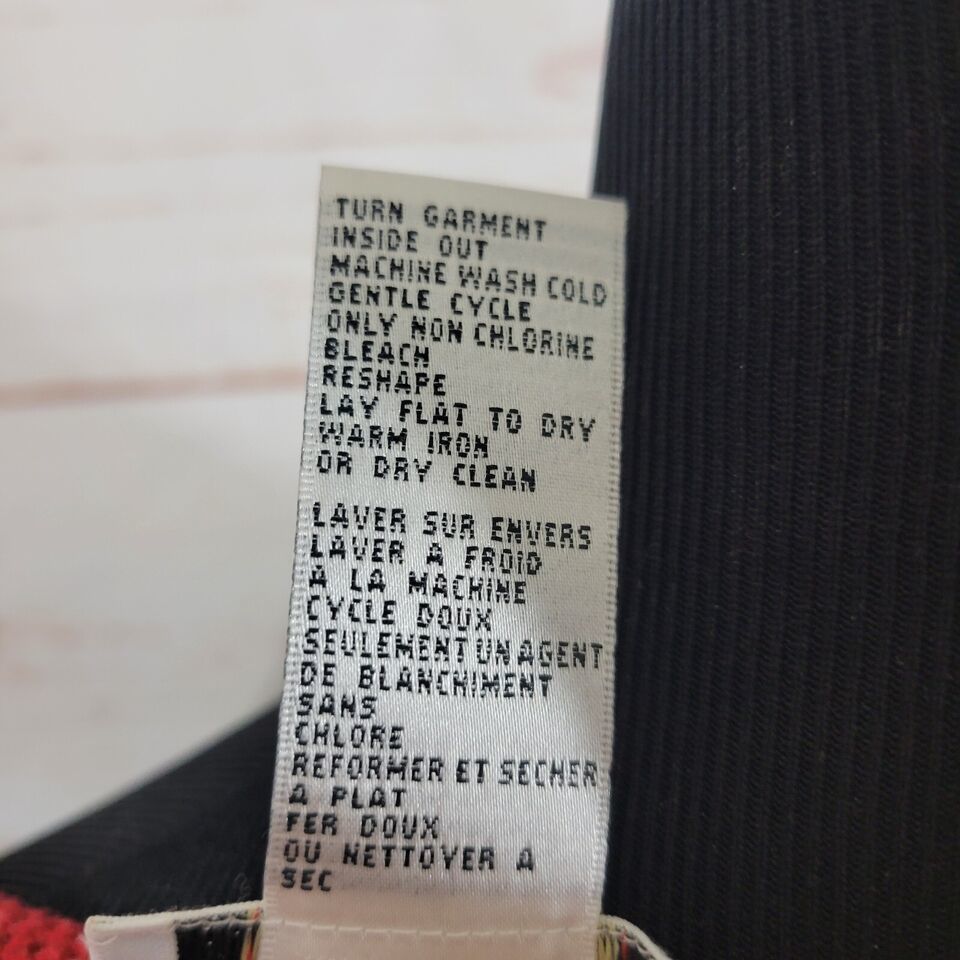 TURN GARMENT
INSIDE OUT
MACHINE WASH COLD
GENTLE CYCLE
ONLY NON CHLORINE
BLEACH
RESHAPE
LAY FLAT TO DRY
WARM IRON
OR DRY CLEAN
LAVER SUR ENVERS
LAVER A FROID
A LA MACHINE
CYCLE DOUX
SEULEMENT UN AGENT
DE BLANCHIMENT
SANS
CHLORE
REFORMER ET SECHER
A PLAT
FER DOUX
OU NETTOYER A
SEC